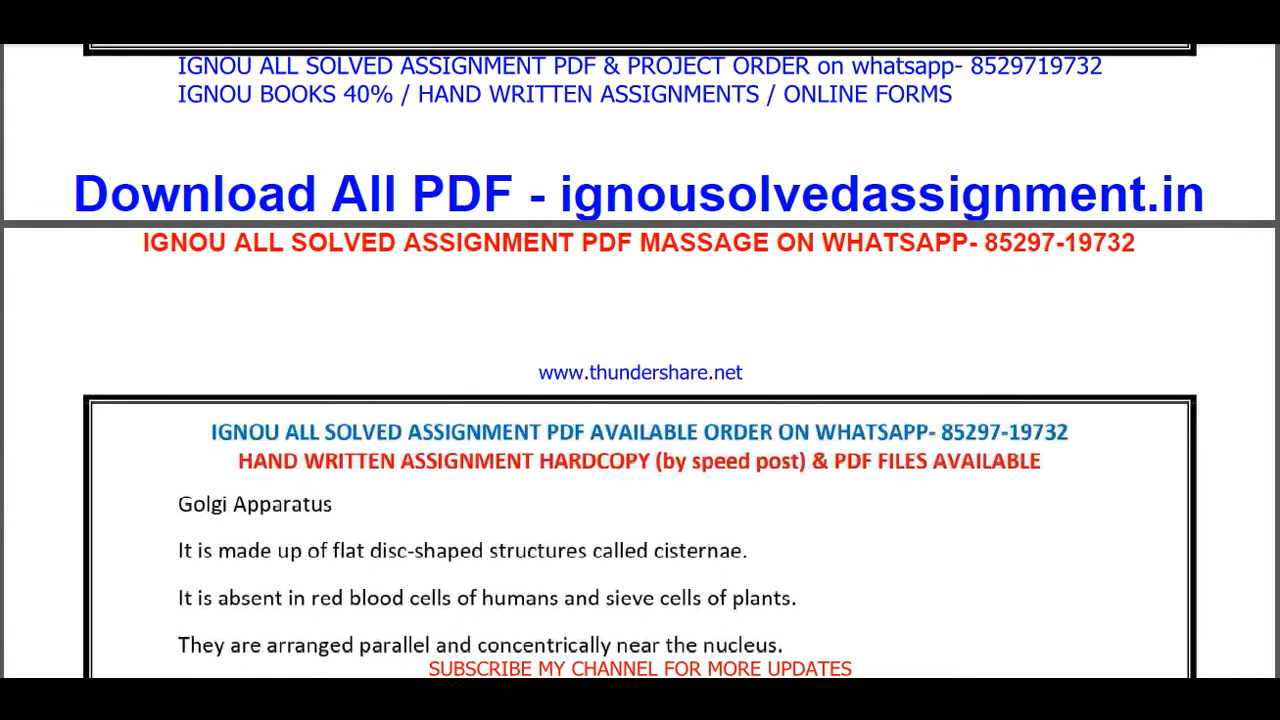 IGNOU ALL SOLVED ASSIGNMENT PDF & PROJECT ORDER on whatsapp- 8529719732
IGNOU BOOKS 40% / HAND WRITTEN ASSIGNMENTS / ONLINE FORMS
Download All PDF - ignousolvedassignment.in
IGNOU ALL SOLVED ASSIGNMENT PDF MASSAGE ON WHATSAPP- 85297-19732
www.thundershare.net
IGNOU ALL SOLVED ASSIGNMENT PDF AVAILABLE ORDER ON WHATSAPP- 85297-19732
HAND WRITTEN ASSIGNMENT HARDCOPY (by speed post) & PDF FILES AVAILABLE
Golgi Apparatus
It is made up of flat disc-shaped structures called cisternae.
It is absent in red blood cells of humans and sieve cells of plants.
They are arranged parallel and concentrically near the nucleus.
SUBSCRIBE MY CHANNEL FOR MORE UPDATES